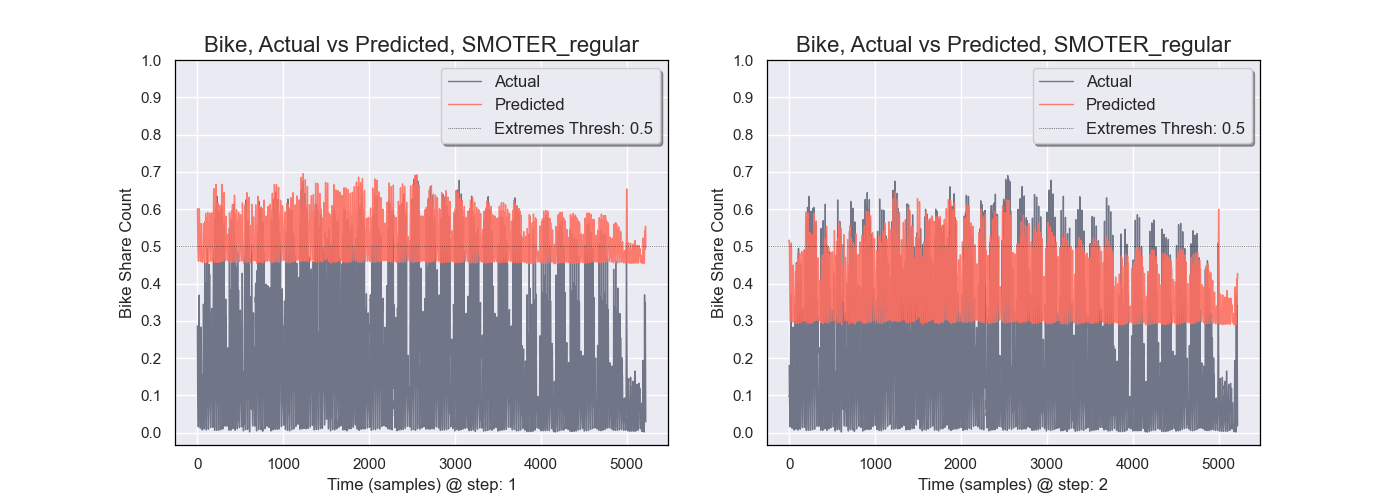 Bike, Actual vs Predicted, SMOTER_regular
1.0
0.9
0.8
0.7
0.6
0.5
0.4
0.3
0.2
0.1
0.0
Bike Share Count
Actual
Predicted
Extremes Thresh: 0.5
0 1000 2000 3000 4000 5000
Time (samples) @ step: 1
Bike, Actual vs Predicted, SMOTER_regular
1.0
0.9
0.8
0.7
0.6
0.5
0.4
0.3
0.2
0.1
0.0
Bike Share Count
Actual
Predicted
Extremes Thresh: 0.5
0 1000 2000 3000 4000 5000
Time (samples) @ step: 2